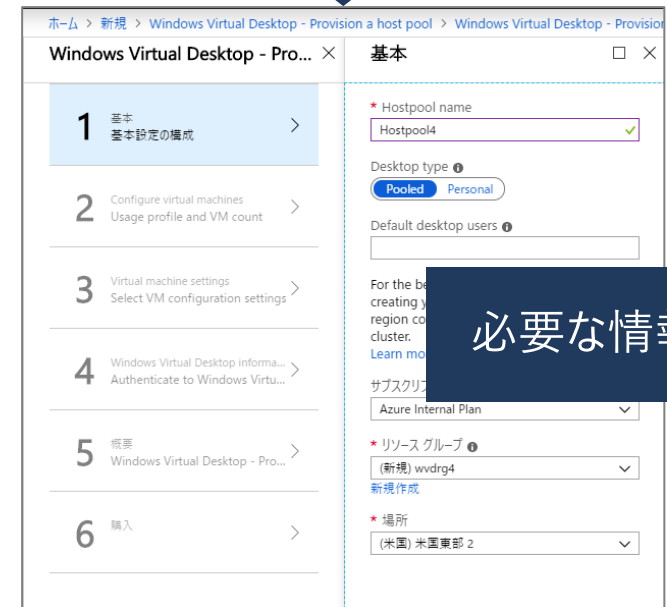 ホーム > 新規 > Windows Virtual Desktop - Provision a host pool > Windows Virtual Desktop - Provision
Windows Virtual Desktop - Pro...
1
基本
基本設定の構成
2
Configure virtual machines
Usage profile and VM count
3
Virtual machine settings
Select VM configuration settings
4
Windows Virtual Desktop informa...
Authenticate to Windows Virtu...
5
概要
Windows Virtual Desktop - Pro...
6
購入
基本
* Hostpool name
Hostpool4
Desktop type
Pooled Personal
Default desktop users
For the be
creating y
region co
cluster.
Learn mo
必要な情報
サブスクリプ
Azure Internal Plan
* リソース グループ
(新規) wvdrg4
新規作成
* 場所
(米国) 米国東部 2